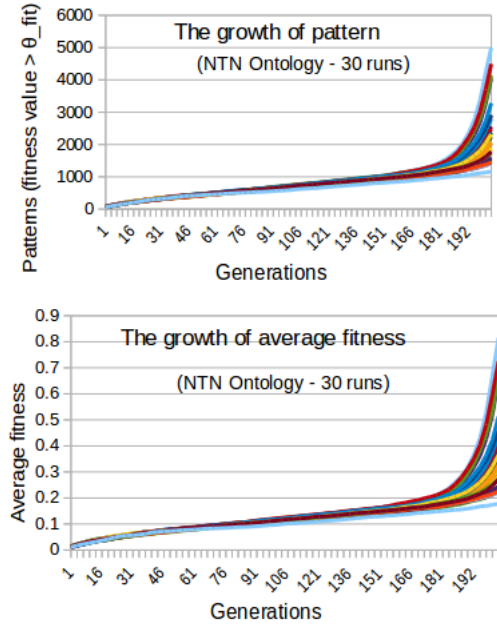 The growth of pattern
(NTN Ontology - 30 runs)
Patterns (fitness value > θ_fit)
6000
5000
4000
3000
2000
1000
0
1 16 31 46 61 76 91 106 121 136 151 166 181 192
Generations
The growth of average fitness
(NTN Ontology - 30 runs)
Average fitness
0.9
0.8
0.7
0.6
0.5
0.4
0.3
0.2
0.1
0
1 16 31 46 61 76 91 106 121 136 151 166 181 192
Generations